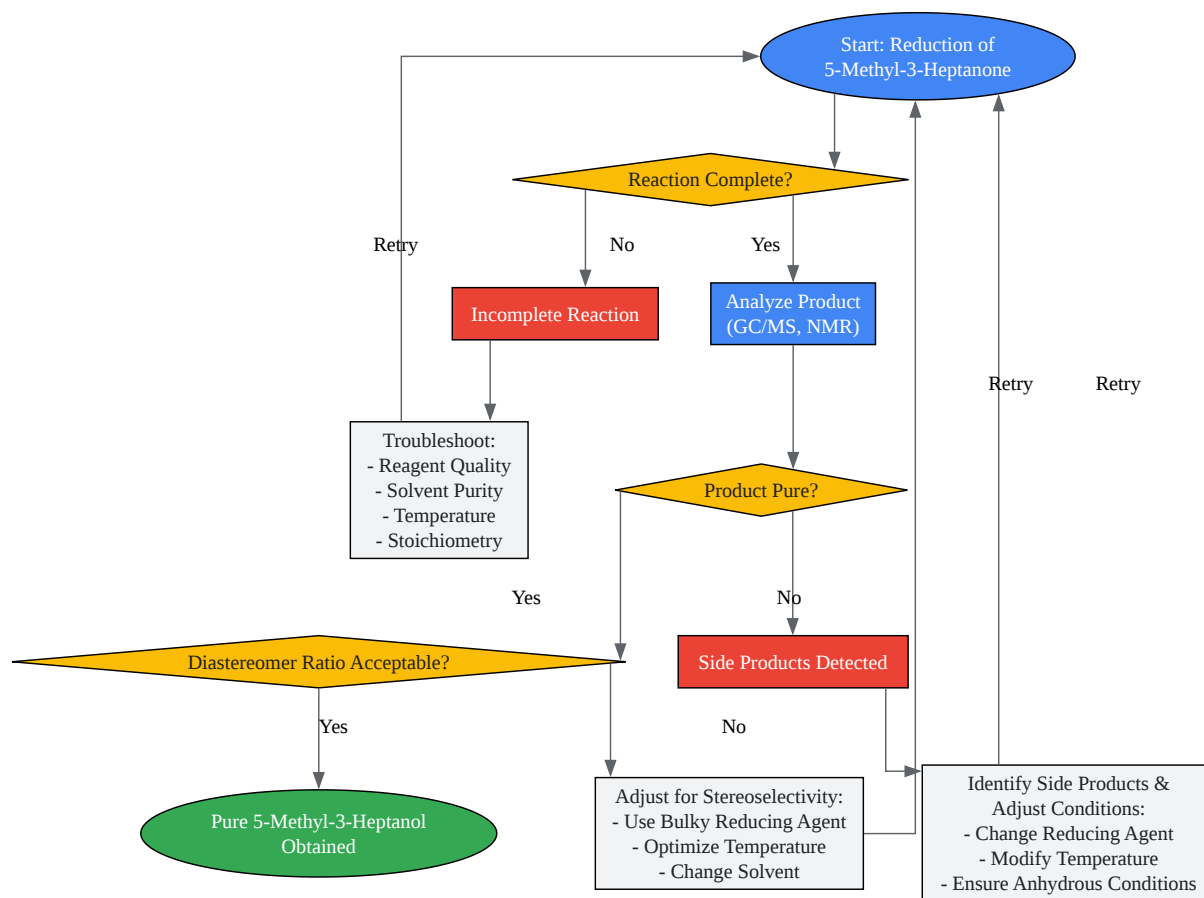 Start: Reduction of
5-Methyl-3-Heptanone
Reaction Complete?
Retry
No
Yes
Incomplete Reaction
Analyze Product
(GC/MS, NMR)
Retry
Retry
Troubleshoot:
- Reagent Quality
- Solvent Purity
- Temperature
- Stoichiometry
Product Pure?
Yes
No
Diastereomer Ratio Acceptable?
Side Products Detected
Yes
No
Pure 5-Methyl-3-Heptanol
Obtained
Adjust for Stereoselectivity:
- Use Bulky Reducing Agent
- Optimize Temperature
- Change Solvent
Identify Side Products &
Adjust Conditions:
- Change Reducing Agent
- Modify Temperature
- Ensure Anhydrous Conditions